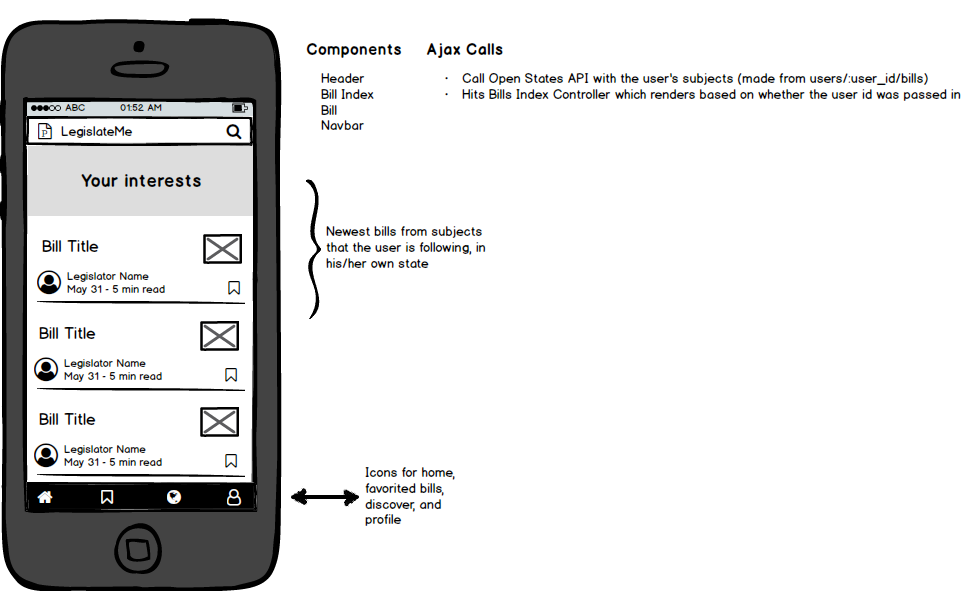 Components
Ajax Calls
Header
Bill Index
Bill
Navbar
· Call Open States API with the user's subjects (made from users/:user_id/bills)
· Hits Bills Index Controller which renders based on whether the user id was passed in
ABC 01:52 AM
P LegislateMe
Your interests
Bill Title
Legislator Name
May 31 - 5 min read
Bill Title
Legislator Name
May 31 - 5 min read
Bill Title
Legislator Name
May 31 - 5 min read
Newest bills from subjects
that the user is following, in
his/her own state
Icons for home,
favorited bills,
discover, and
profile